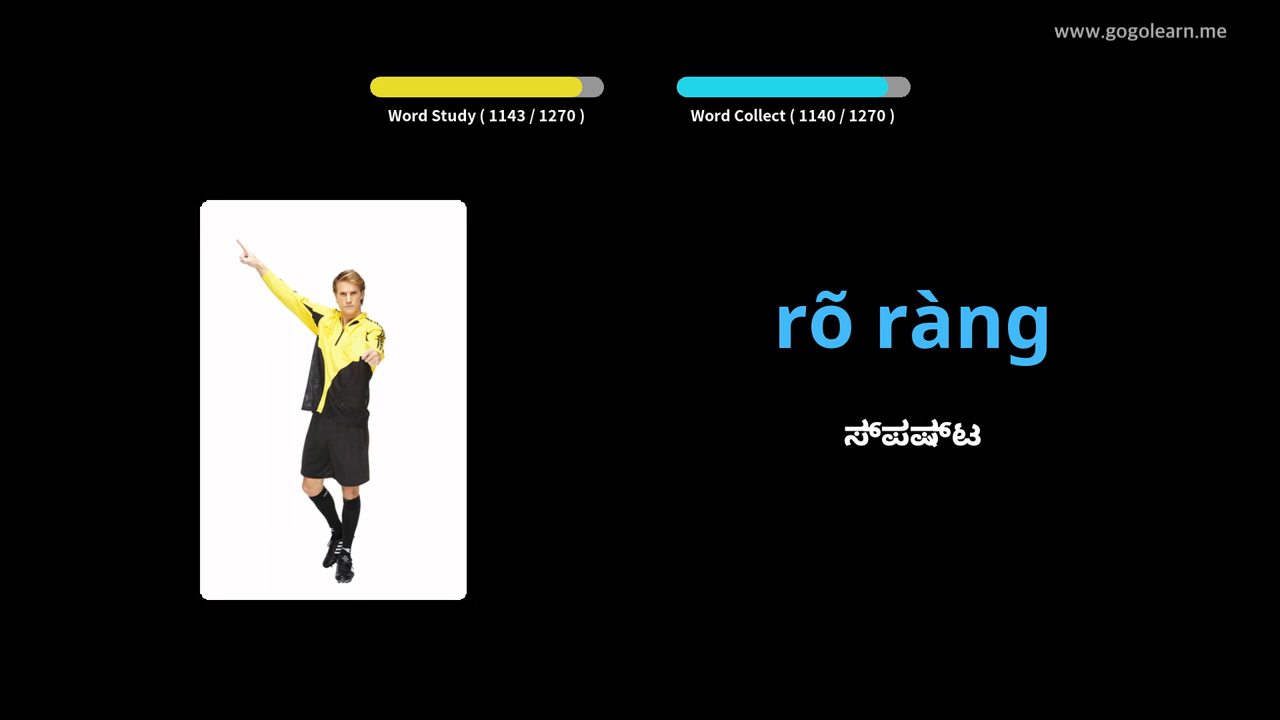 www.gogolearn.me
Word Study ( 1143 / 1270 )
Word Collect ( 1140 / 1270 )
rõ ràng
ಸ್ಪಷ್ಟ